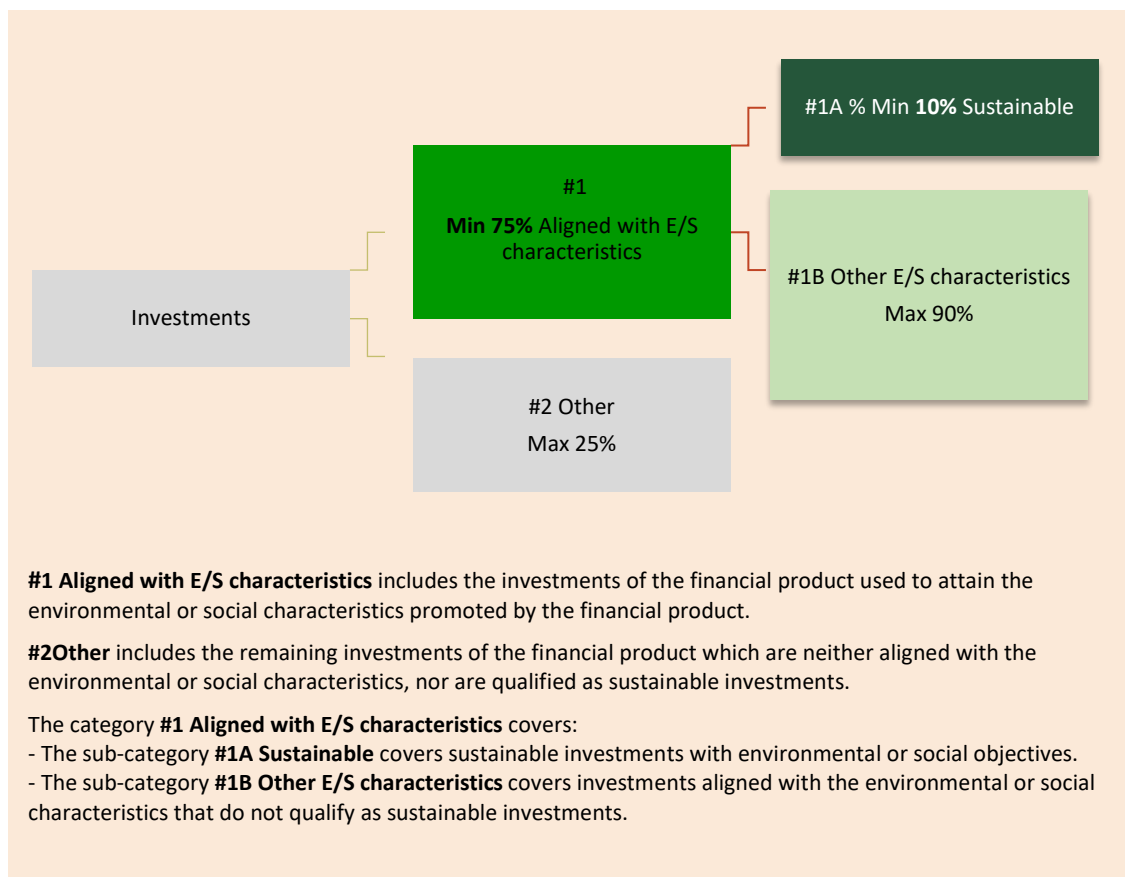 #1A % Min 10% Sustainable
#1
Min 75% Aligned with E/S
characteristics
#1B Other E/S characteristics
Max 90%
Investments
#2 Other
Max 25%
#1 Aligned with E/S characteristics includes the investments of the financial product used to attain the
environmental or social characteristics promoted by the financial product.
#2Other includes the remaining investments of the financial product which are neither aligned with the
environmental or social characteristics, nor are qualified as sustainable investments.
The category #1 Aligned with E/S characteristics covers:
- The sub-category #1A Sustainable covers sustainable investments with environmental or social objectives.
- The sub-category #1B Other E/S characteristics covers investments aligned with the environmental or social
characteristics that do not qualify as sustainable investments.